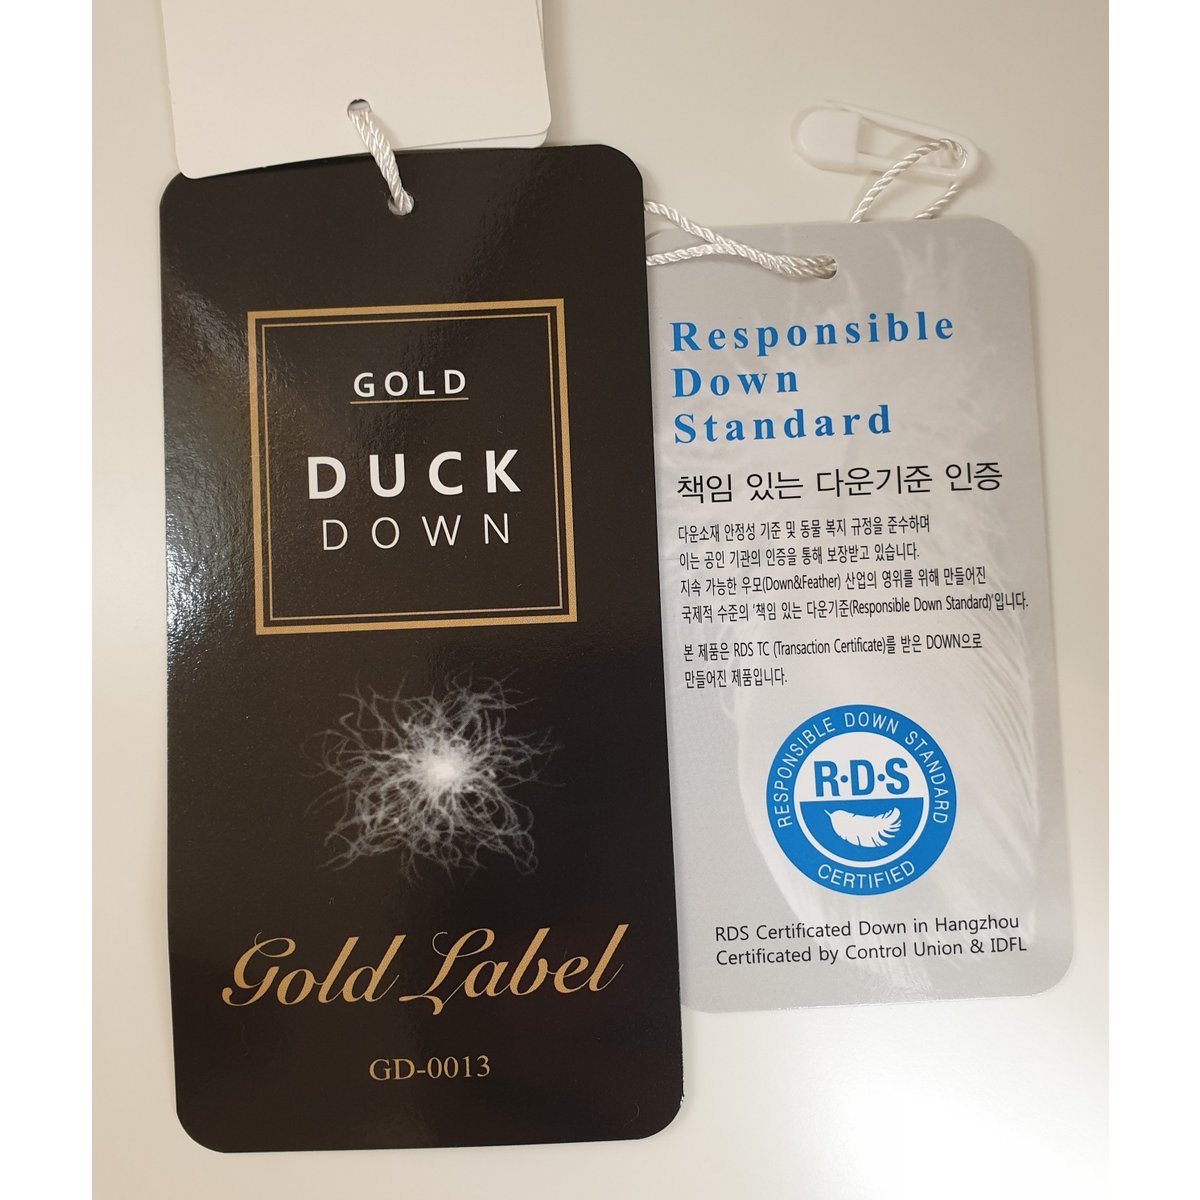 GOLD
DUCK
DOWN
Gold Label
GD-0013
Responsible
Down
Standard
책임 있는 다운기준 인증
다운소재 안정성 기준 및 동물 복지 규정을 준수하며
이는 공인 기관의 인증을 통해 보장받고 있습니다.
지속 가능한 우모(Down&Feather) 산업의 영위를 위해 만들어진
국제적 수준의 '책임 있는 다운기준(Responsible Down Standard)'입니다.
본 제품은 RDS TC (Transaction Certificate)를 받은 DOWN으로
만들어진 제품입니다.
RESPONSIBLE DOWN STANDARD
R·D·S
CERTIFIED
RDS Certificated Down in Hangzhou
Certificated by Control Union & IDFL